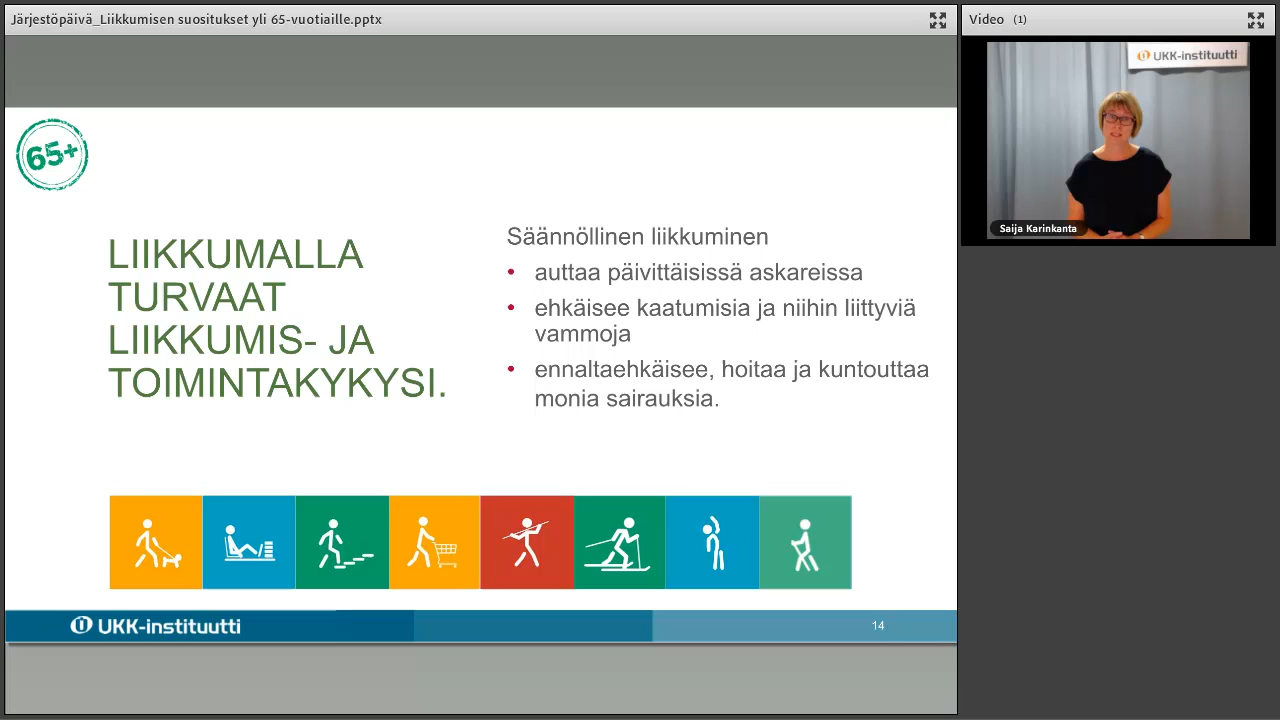 Järjestöpäivä_Liikkumisen suositukset yli 65-vuotiaille.pptx
Video (1)
UKK-instituutti
Saija Karinkanta
65+
LIIKKUMALLA
TURVAAT
LIIKKUMIS- JA
TOIMINTAKYKYSI.
Säännöllinen liikkuminen
• auttaa päivittäisissä askareissa
• ehkäisee kaatumisia ja niihin liittyviä
vammoja
• ennaltaehkäisee, hoitaa ja kuntouttaa
monia sairauksia.
UKK-instituutti
14